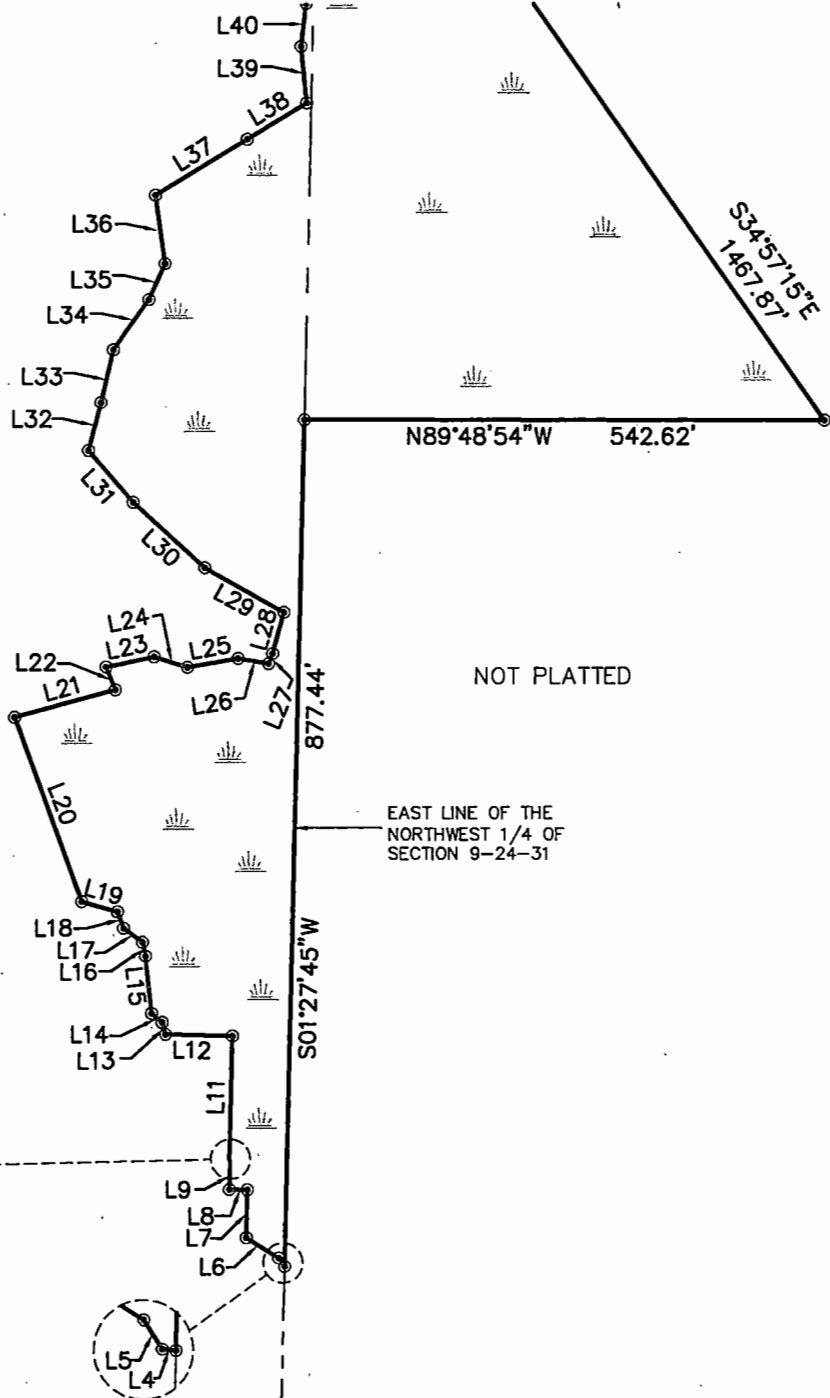 L40
L39
L38
L37
L36
L35
L34
L33
L32
L31
L30
L29
L28
L24
L23
L25
L22
L26
L27
L21
L20
L19
L18
L17
L16
L15
L14
L13
L12
L11
L9
L8
L7
L6
L5
L4
S34°57'15"E
1467.87'
N89°48'54"W 542.62'
877.44'
S01°27'45"W
NOT PLATTED
EAST LINE OF THE
NORTHWEST 1/4 OF
SECTION 9-24-31